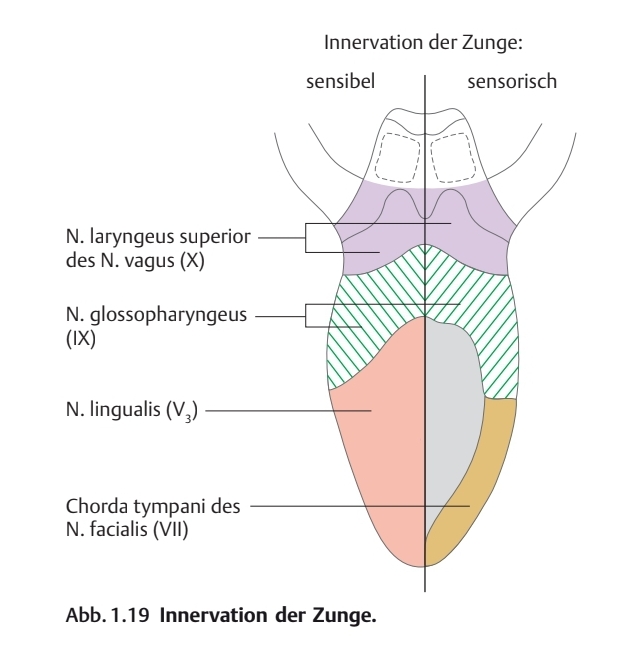 Innervation der Zunge:
sensibel sensorisch
N. laryngeus superior
des N. vagus (X)
N. glossopharyngeus
(IX)
N. lingualis (V₃)
Chorda tympani des
N. facialis (VII)
Abb. 1.19 Innervation der Zunge.